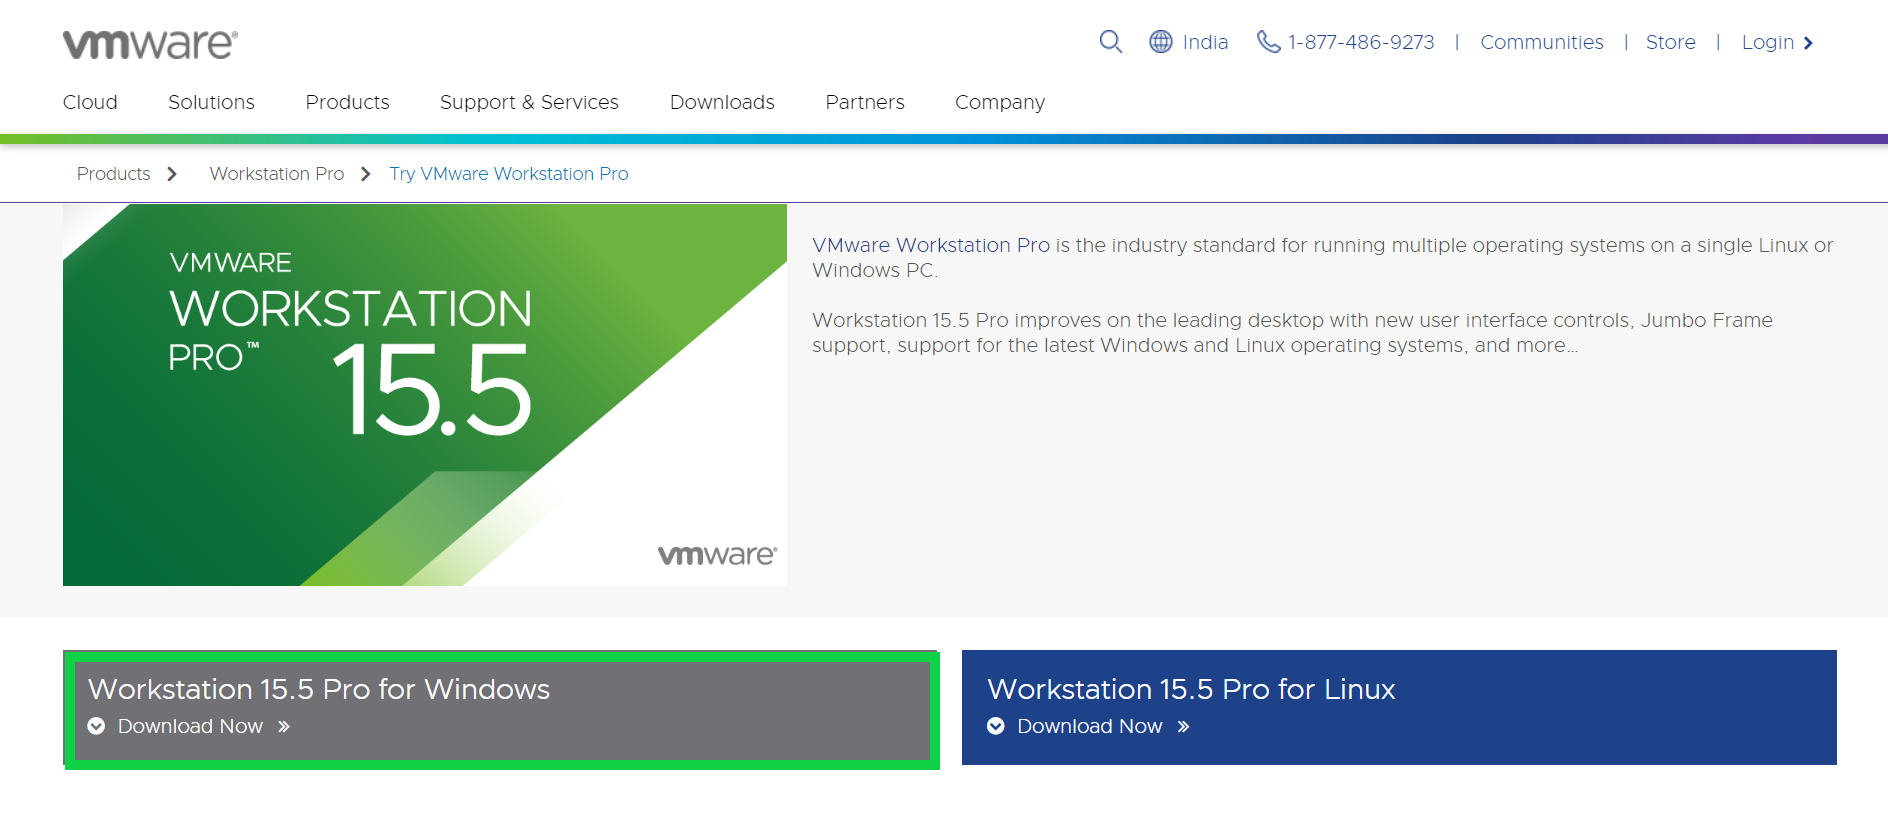 vmware®
India
1-877-486-9273 | Communities | Store | Login
Cloud Solutions Products Support & Services Downloads Partners Company
Products Workstation Pro Try VMware Workstation Pro
VMWARE
WORKSTATION
PRO™ 15.5
vmware®
VMware Workstation Pro is the industry standard for running multiple operating systems on a single Linux or
Windows PC.
Workstation 15.5 Pro improves on the leading desktop with new user interface controls, Jumbo Frame
support, support for the latest Windows and Linux operating systems, and more...
Workstation 15.5 Pro for Windows
Download Now »
Workstation 15.5 Pro for Linux
Download Now »